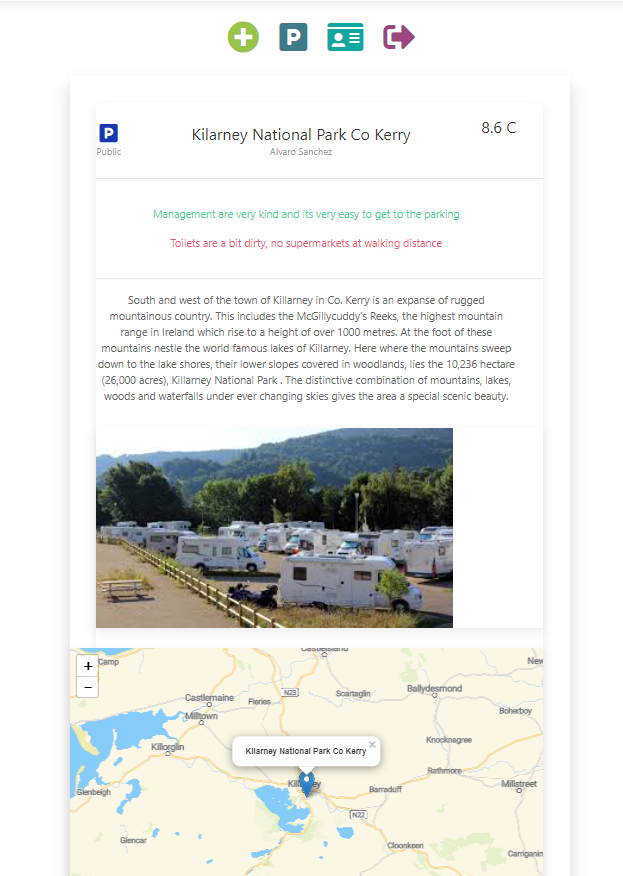 P
P
Public
Kilarney National Park Co Kerry
Alvaro Sanchez
8.6 C
Management are very kind and its very easy to get to the parking
Toilets are a bit dirty, no supermarkets at walking distance
South and west of the town of Killarney in Co. Kerry is an expanse of rugged
mountainous country. This includes the McGillycuddy's Reeks, the highest mountain
range in Ireland which rise to a height of over 1000 metres. At the foot of these
mountains nestle the world famous lakes of Killarney. Here where the mountains sweep
down to the lake shores, their lower slopes covered in woodlands, lies the 10,236 hectare
(26,000 acres), Killarney National Park . The distinctive combination of mountains, lakes,
woods and waterfalls under ever changing skies gives the area a special scenic beauty.
+
−
Camp
Castleisland
New
Castlemaine
Firies
N23
Scartaglin
Ballydesmond
Milltown
Boherboy
Killorglin
Knocknagree
Kilarney National Park Co Kerry
×
Rathmore
Glenbeigh
Barraduff
Millstreet
N22
Glencar
Cloonkeen
Carriganim